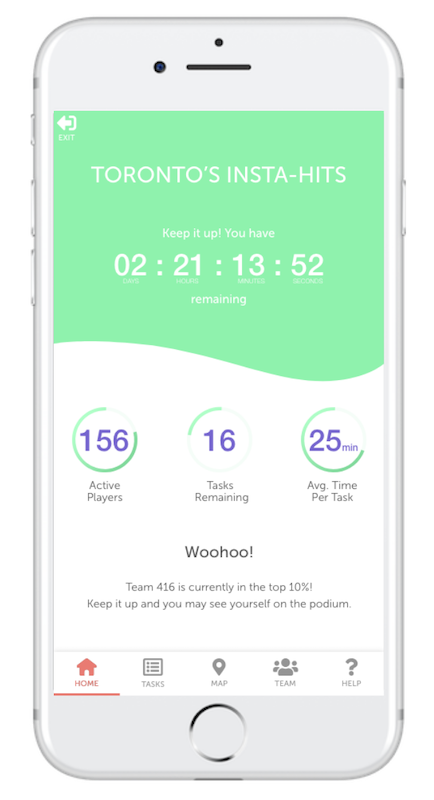 EXIT
TORONTO’S INSTA-HITS
Keep it up! You have
02 : 21 : 13 : 52
DAYS HOURS MINUTES SECONDS
remaining
156 16 25min
Active Tasks Avg. Time
Players Remaining Per Task
Woohoo!
Team 416 is currently in the top 10%!
Keep it up and you may see yourself on the podium.
HOME TASKS MAP TEAM HELP